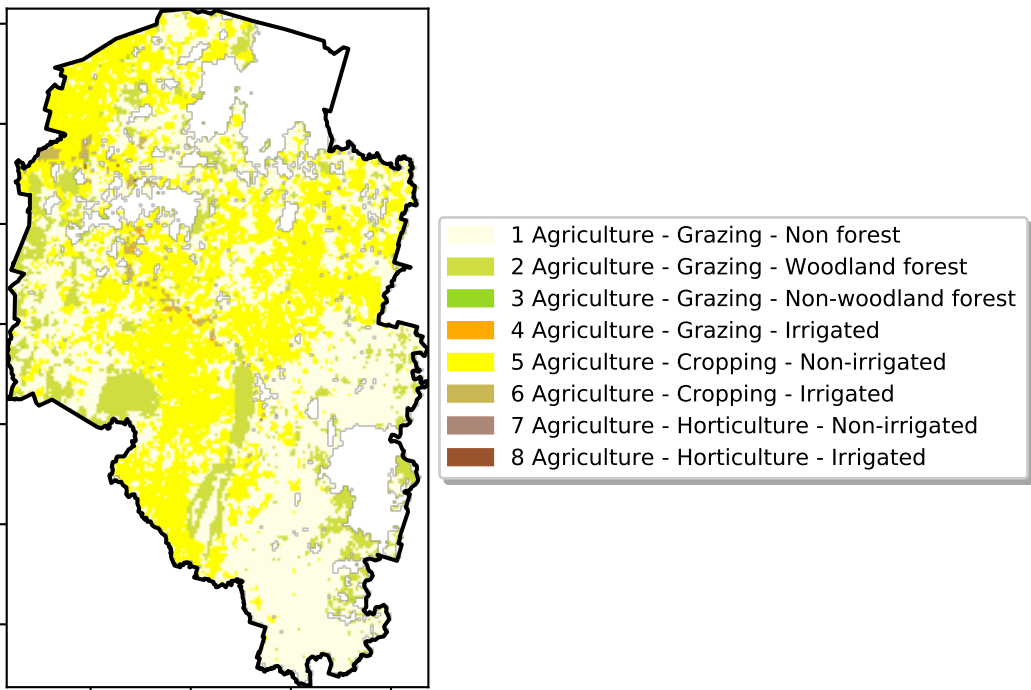 1 Agriculture - Grazing - Non forest
2 Agriculture - Grazing - Woodland forest
3 Agriculture - Grazing - Non-woodland forest
4 Agriculture - Grazing - Irrigated
5 Agriculture - Cropping - Non-irrigated
6 Agriculture - Cropping - Irrigated
7 Agriculture - Horticulture - Non-irrigated
8 Agriculture - Horticulture - Irrigated